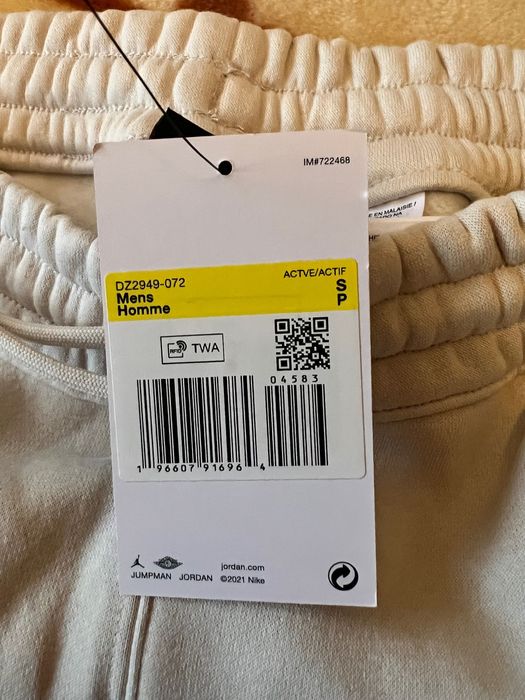 IM#722468
E EN MALAISIE /
DZ2949-072
ACTVE/ACTIF
Mens
Homme
S
P
RFID
TWA
04583
1 96607 91696 4
jordan.com
JUMPMAN JORDAN ©2021 Nike